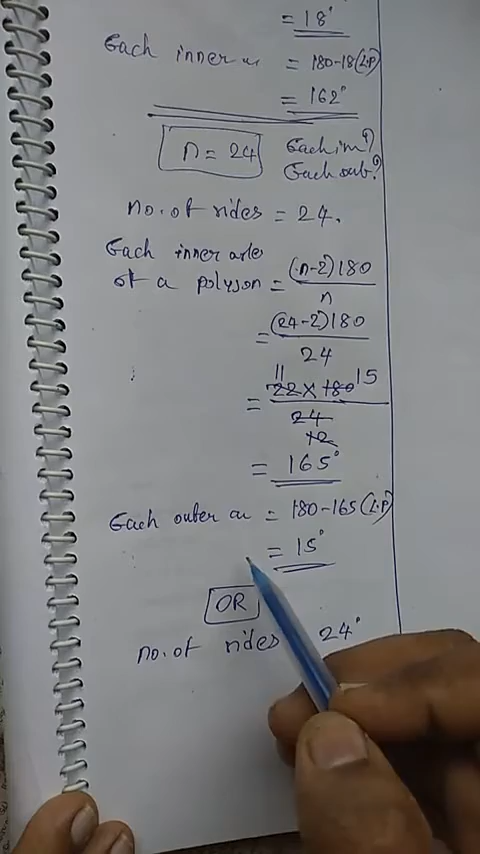 = 18°
Each inner = 180-18(L.P)
= 162°
n = 24 Each in?
Each out?
no. of sides = 24.
Each inner
of a polygon = (n-2)180
n
= (24-2)180
24
11 15
= 22 x 180
24
12
= 165°
Each outer = 180-165(L.P)
= 15°
OR
no. of sides 24°